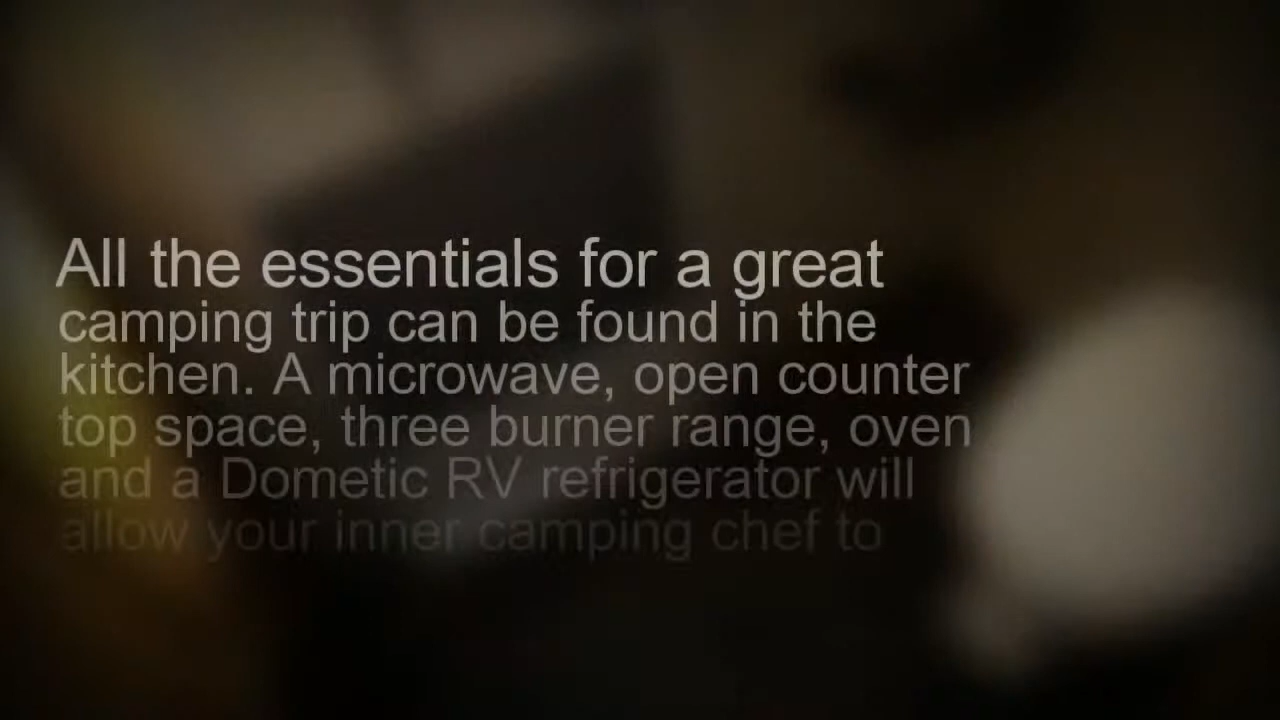 All the essentials for a great
camping trip can be found in the
kitchen. A microwave, open counter
top space, three burner range, oven
and a Dometic RV refrigerator will
allow your inner camping chef to